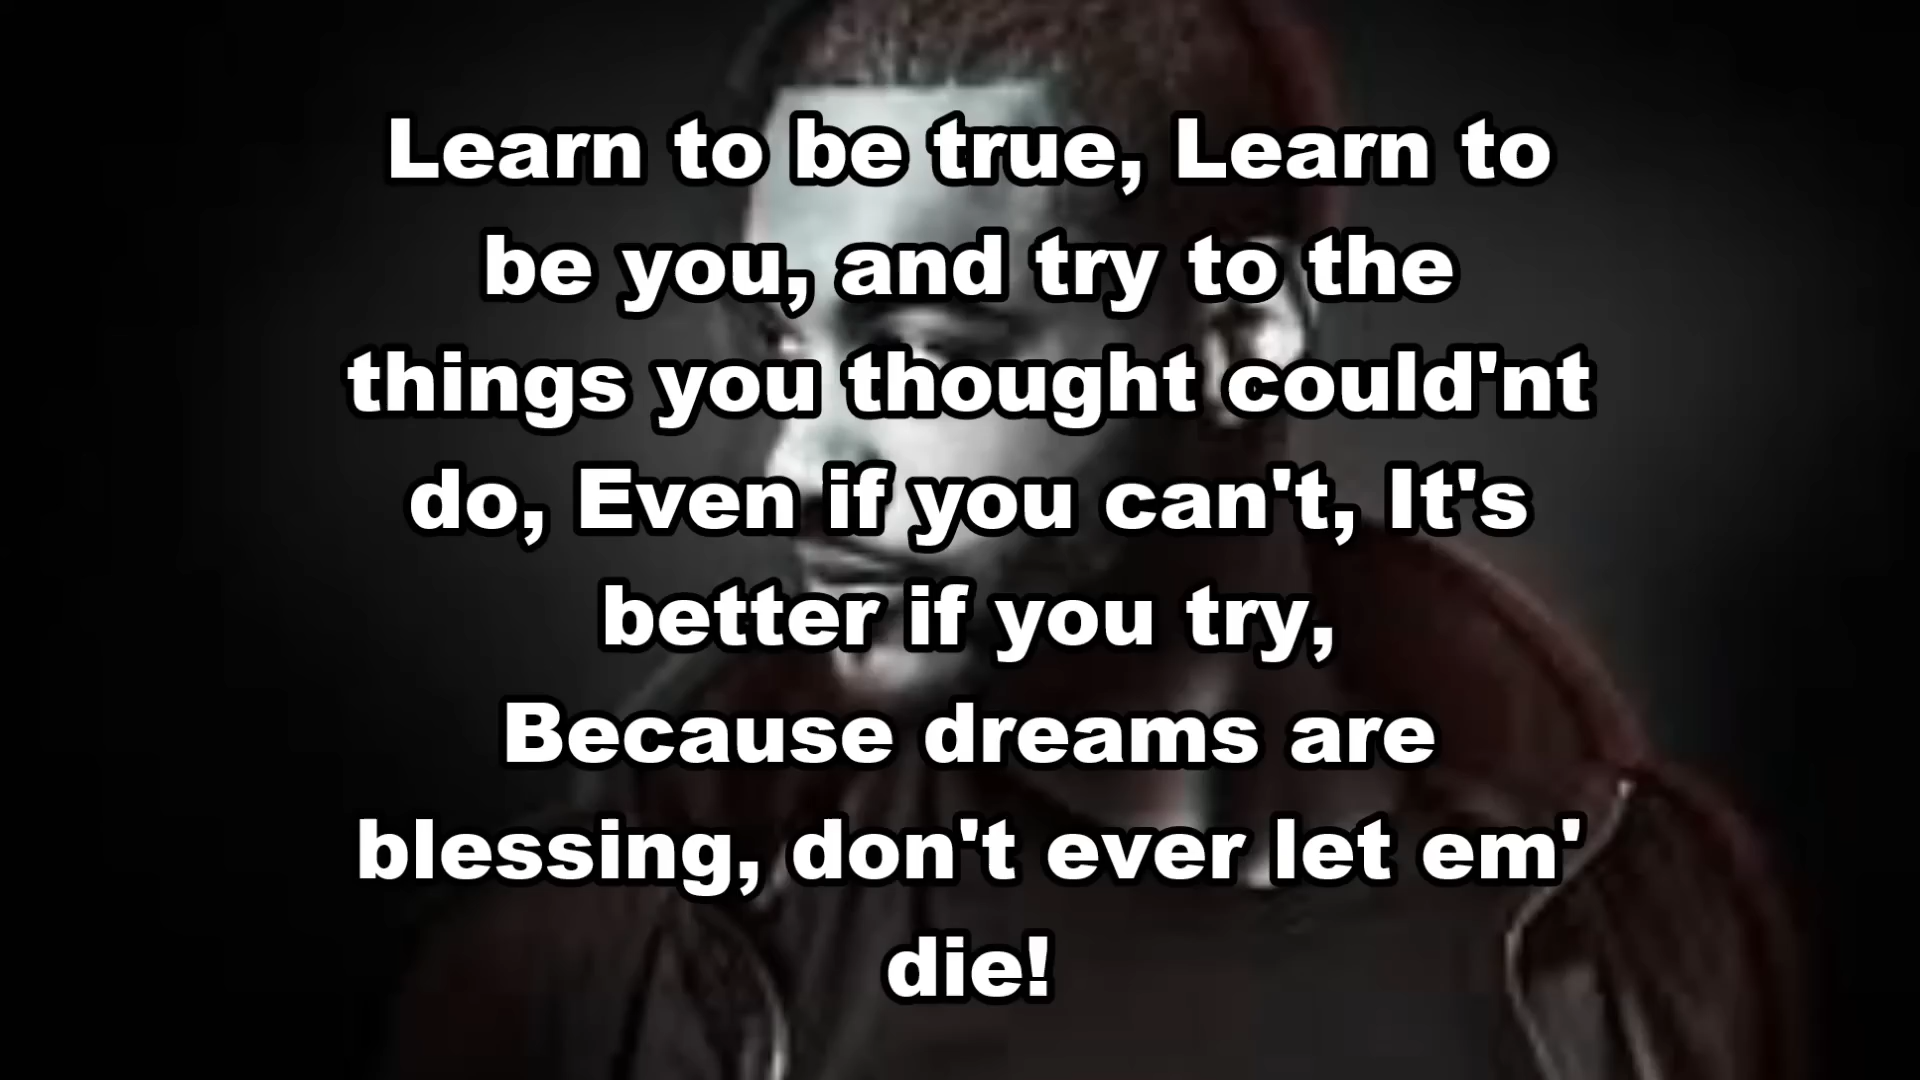 Learn to be true, Learn to
be you, and try to the
things you thought could'nt
do, Even if you can't, It's
better if you try,
Because dreams are
blessing, don't ever let em'
die!